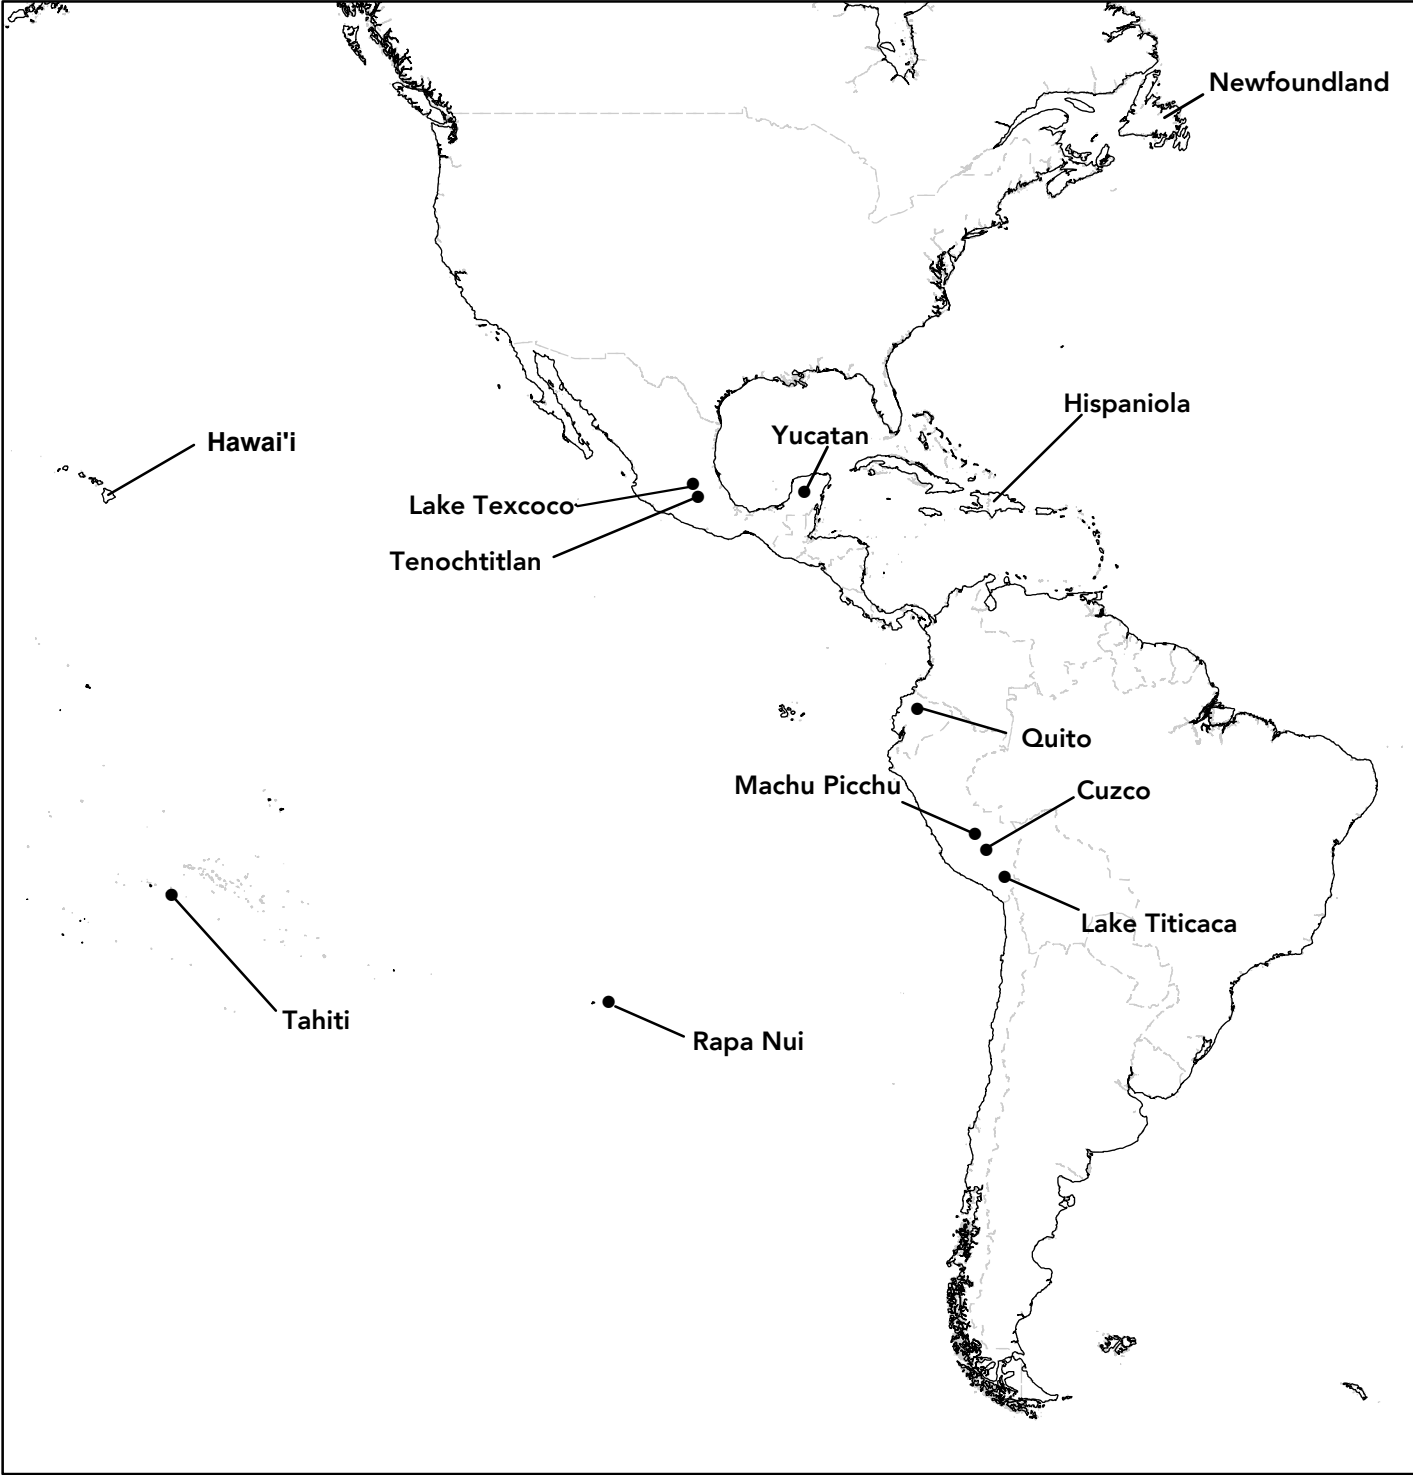 Newfoundland
Hispaniola
Yucatan
Hawai'i
Lake Texcoco
Tenochtitlan
Quito
Machu Picchu
Cuzco
Lake Titicaca
Tahiti
Rapa Nui